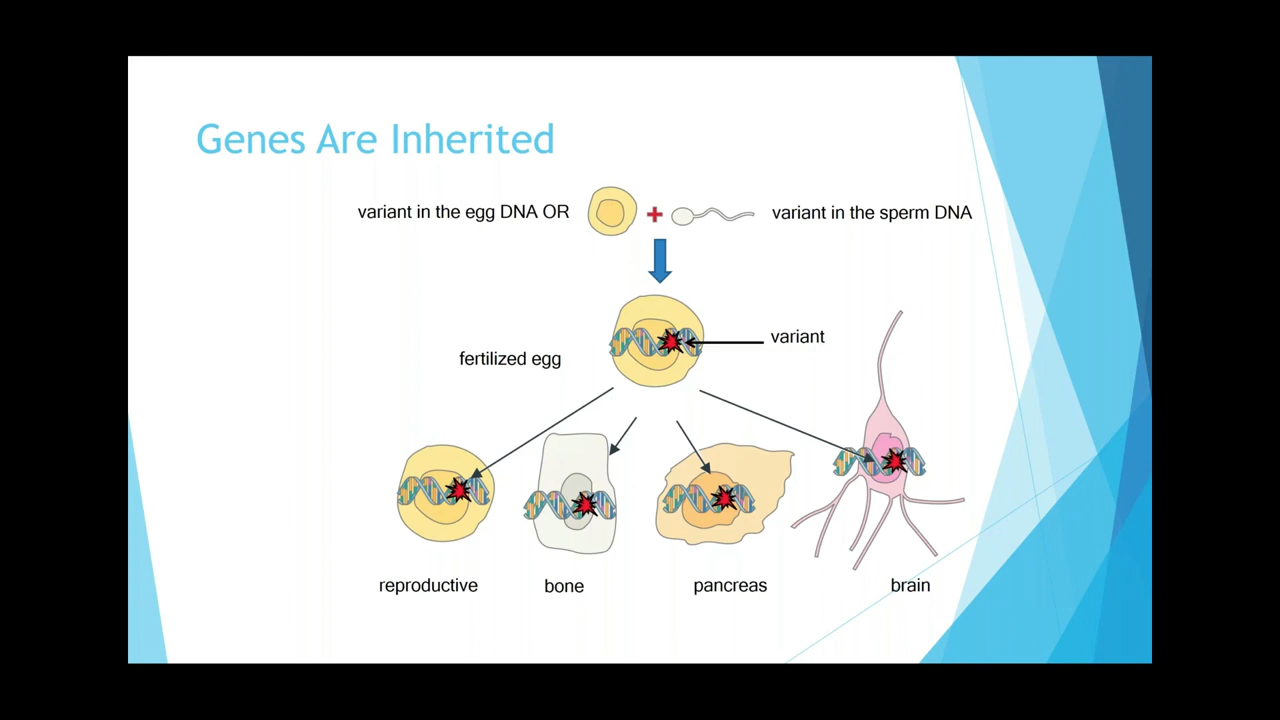 Genes Are Inherited
variant in the egg DNA OR
variant in the sperm DNA
variant
fertilized egg
reproductive
bone
pancreas
brain